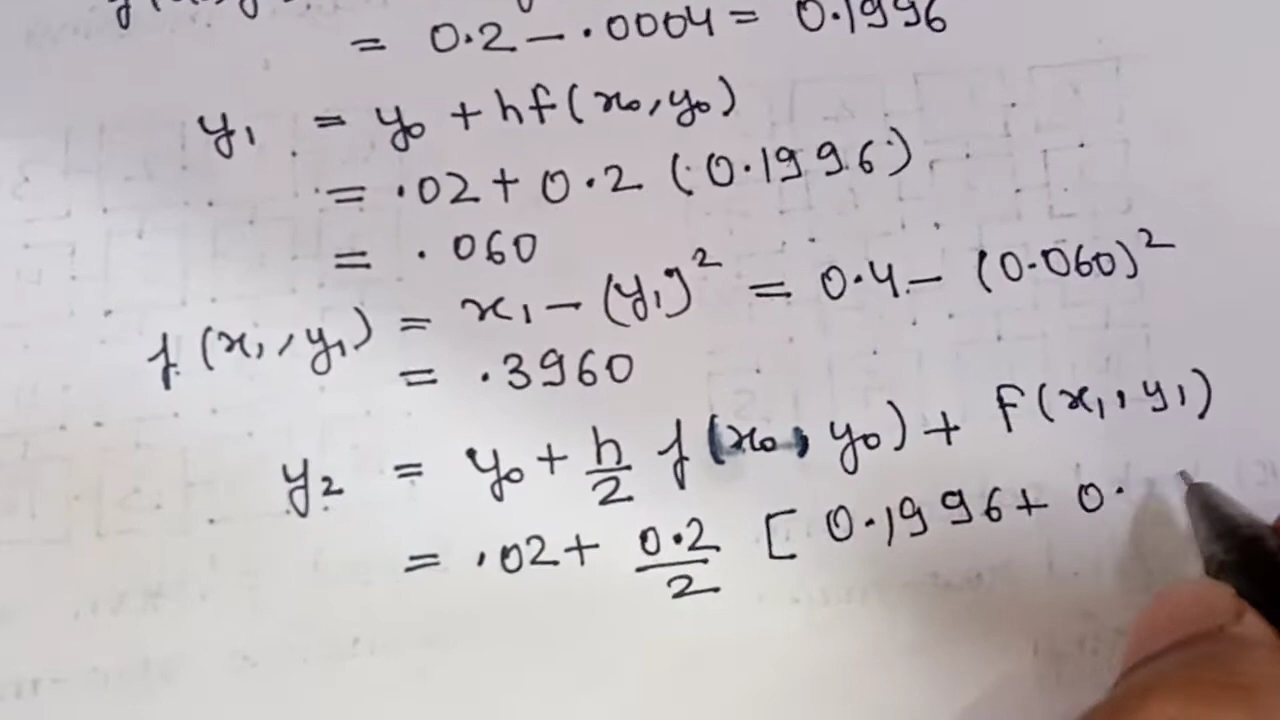 = 0.2 - .0004 = 0.1996
y₁ = y₀ + hf(x₀, y₀)
= .02 + 0.2 (0.1996)
= .060
f(x₁, y₁) = x₁ - (y₁)² = 0.4 - (0.060)²
= .3960
y₂ = y₀ + h/2 f(x₀, y₀) + F(x₁, y₁)
= .02 + 0.2/2 [ 0.1996 + 0.